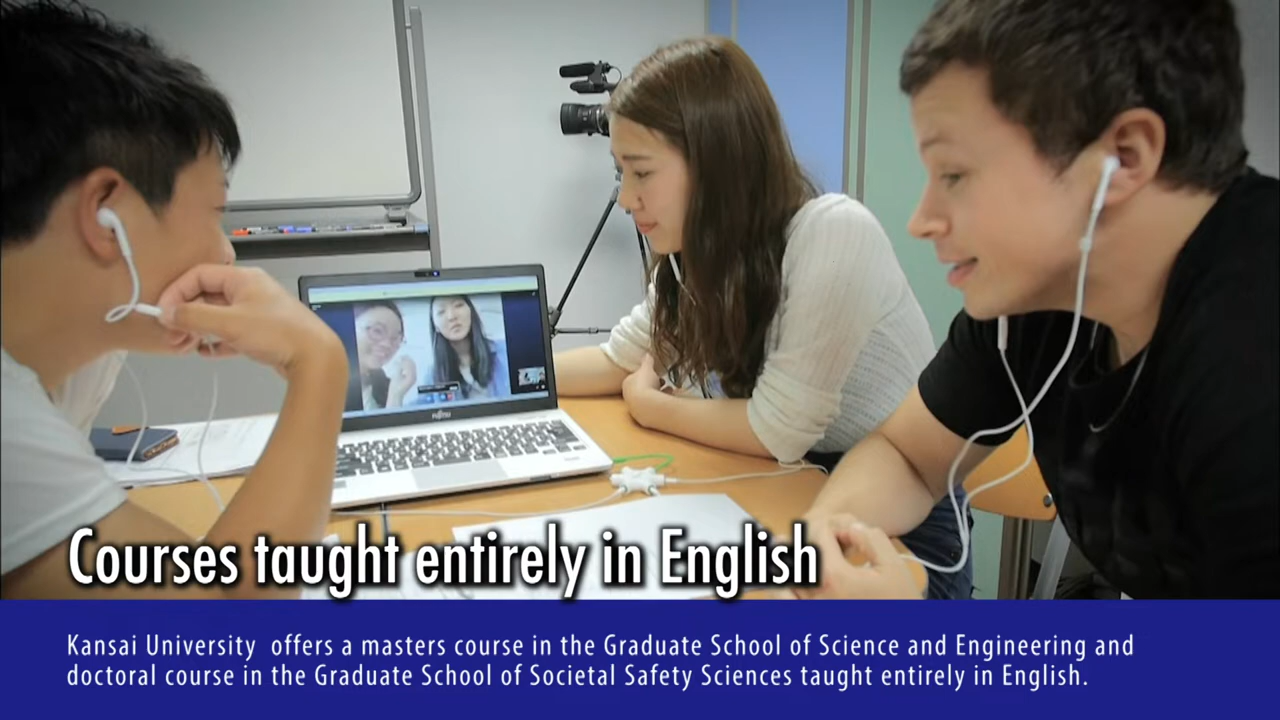 FUJITSU
Courses taught entirely in English
Kansai University offers a masters course in the Graduate School of Science and Engineering and
doctoral course in the Graduate School of Societal Safety Sciences taught entirely in English.